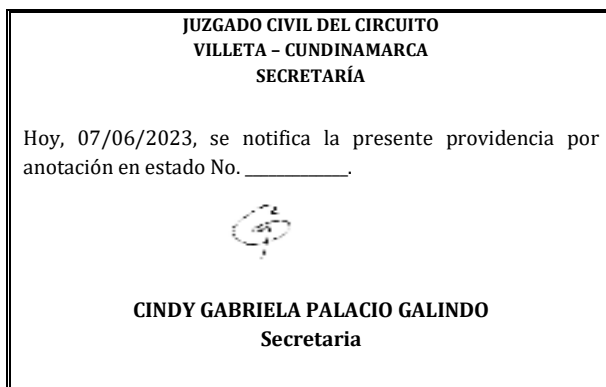 JUZGADO CIVIL DEL CIRCUITO
VILLETA – CUNDINAMARCA
SECRETARÍA
Hoy, 07/06/2023, se notifica la presente providencia por
anotación en estado No. ____________.
CINDY GABRIELA PALACIO GALINDO
Secretaria